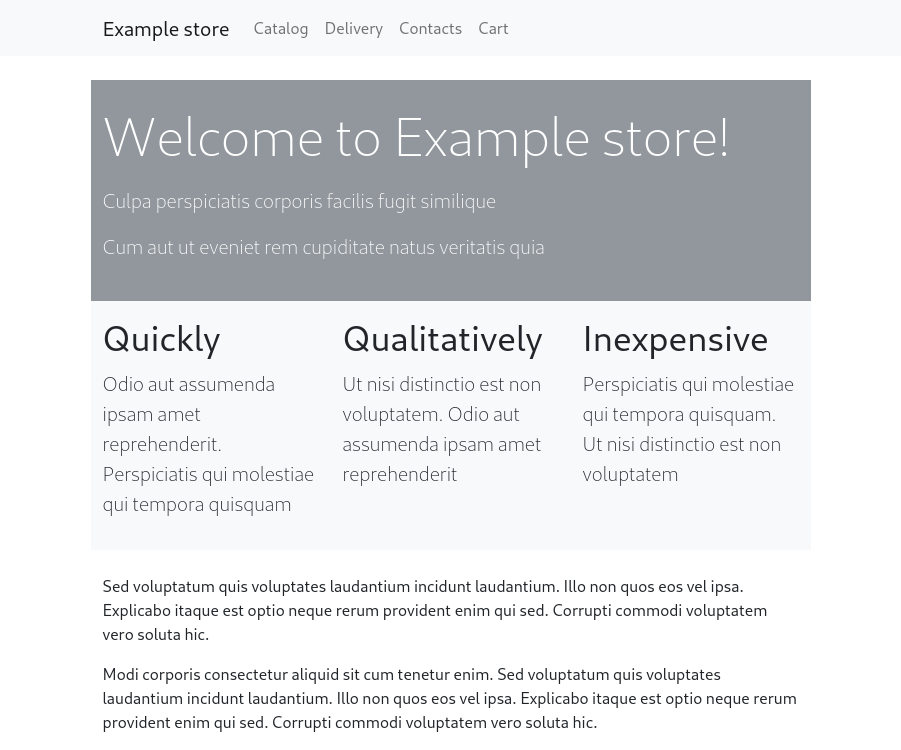 Example store Catalog Delivery Contacts Cart
Welcome to Example store!
Culpa perspiciatis corporis facilis fugit similique
Cum aut ut eveniet rem cupiditate natus veritatis quia
Quickly
Odio aut assumenda
ipsam amet
reprehenderit.
Perspiciatis qui molestiae
qui tempora quisquam
Qualitatively
Ut nisi distinctio est non
voluptatem. Odio aut
assumenda ipsam amet
reprehenderit
Inexpensive
Perspiciatis qui molestiae
qui tempora quisquam.
Ut nisi distinctio est non
voluptatem
Sed voluptatum quis voluptates laudantium incidunt laudantium. Illo non quos eos vel ipsa.
Explicabo itaque est optio neque rerum provident enim qui sed. Corrupti commodi voluptatem
vero soluta hic.
Modi corporis consectetur aliquid sit cum tenetur enim. Sed voluptatum quis voluptates
laudantium incidunt laudantium. Illo non quos eos vel ipsa. Explicabo itaque est optio neque rerum
provident enim qui sed. Corrupti commodi voluptatem vero soluta hic.